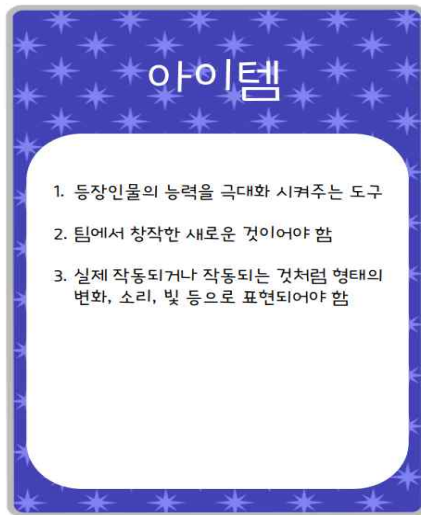 아이템
1. 등장인물의 능력을 극대화 시켜주는 도구
2. 팀에서 창작한 새로운 것이어야 함
3. 실제 작동되거나 작동되는 것처럼 형태의
변화, 소리, 빛 등으로 표현되어야 함